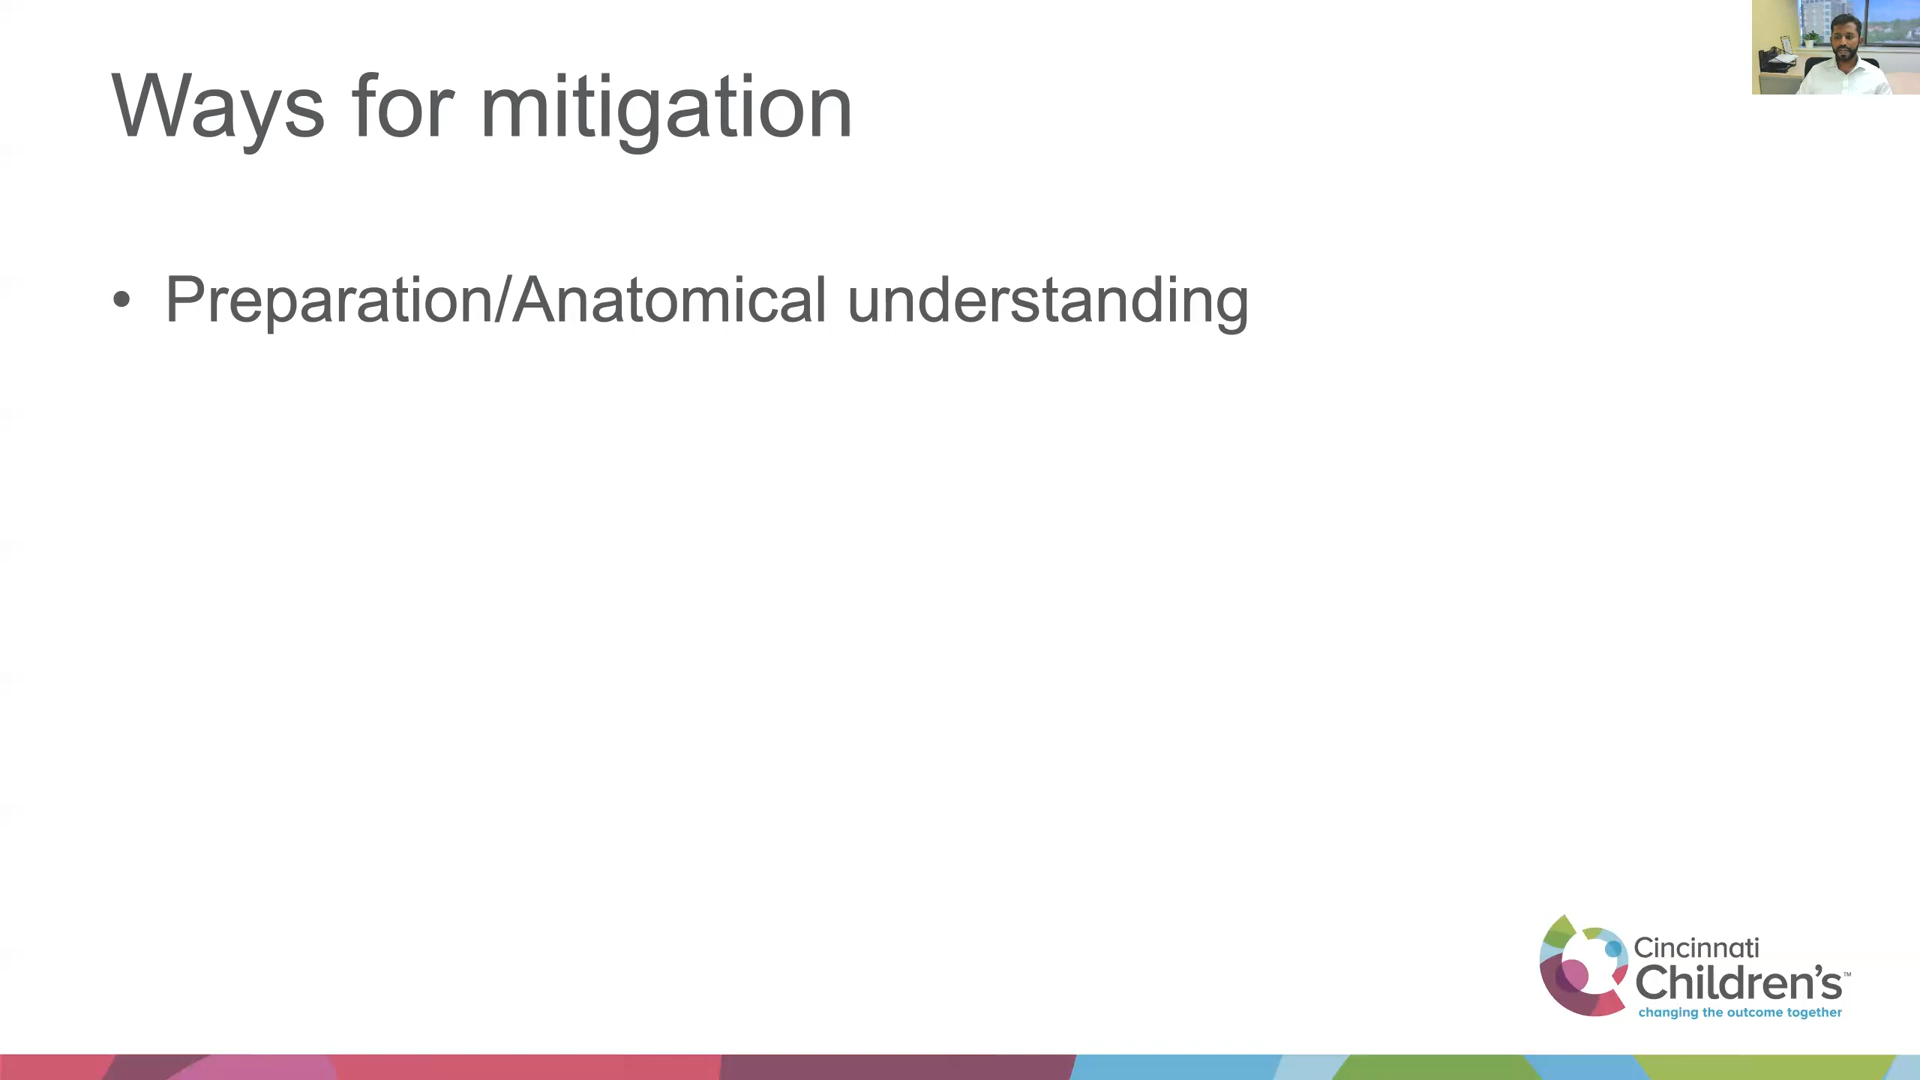 Ways for mitigation
• Preparation/Anatomical understanding
Cincinnati
Children's™
changing the outcome together